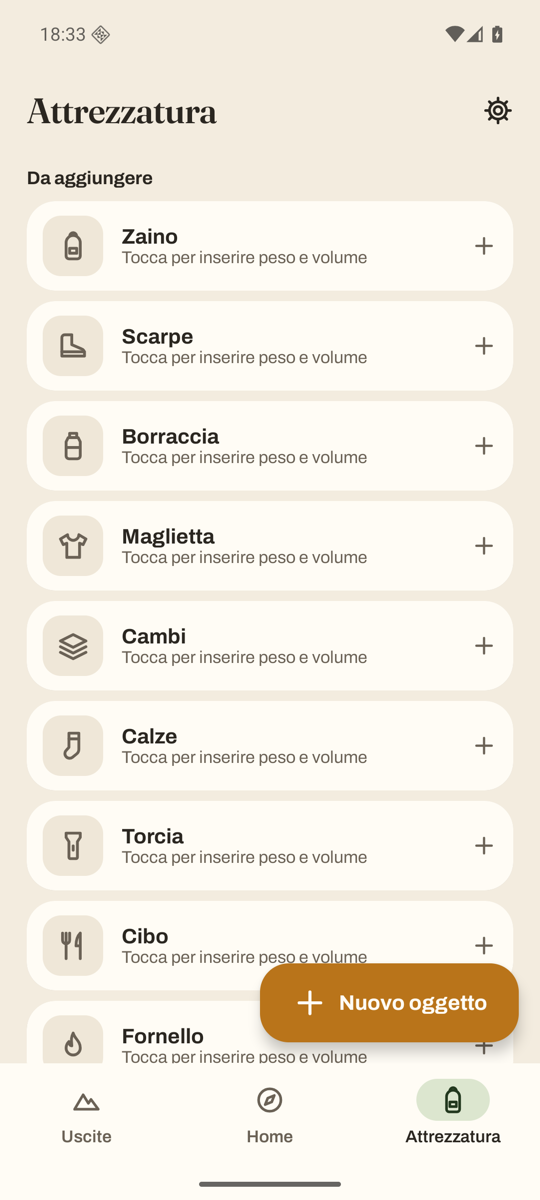 18:33
Attrezzatura
Da aggiungere
Zaino
Tocca per inserire peso e volume
Scarpe
Tocca per inserire peso e volume
Borraccia
Tocca per inserire peso e volume
Maglietta
Tocca per inserire peso e volume
Cambi
Tocca per inserire peso e volume
Calze
Tocca per inserire peso e volume
Torcia
Tocca per inserire peso e volume
Cibo
Tocca per inserire peso e volume
Nuovo oggetto
Fornello
Tocca per inserire peso e volume
Uscite
Home
Attrezzatura